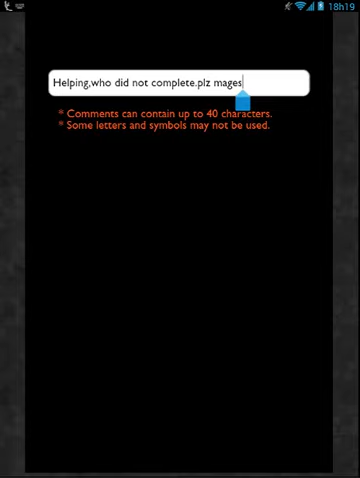 18h19
Helping,who did not complete.plz mages
* Comments can contain up to 40 characters.
* Some letters and symbols may not be used.